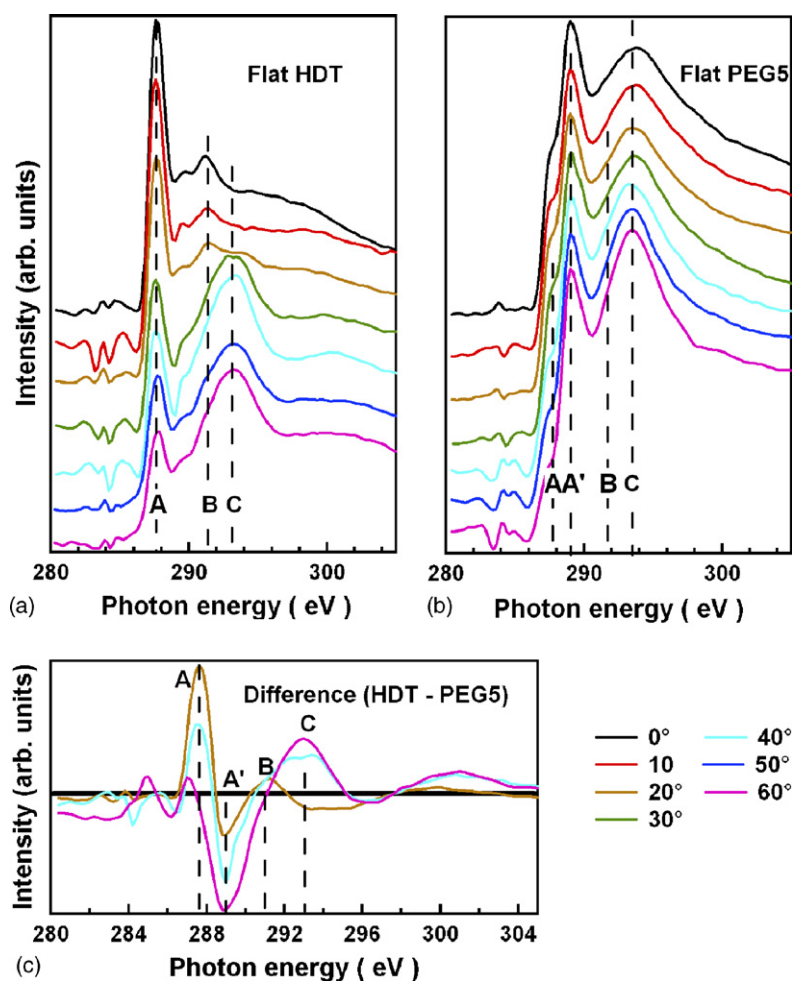 Flat HDT
Intensity (arb. units)
A
B
C
280
290
300
(a)
Photon energy ( eV )
Flat PEG5
A
A'
B
C
280
290
300
(b)
Photon energy ( eV )
Difference (HDT - PEG5)
Intensity (arb. units)
A
A'
B
C
280
284
288
292
296
300
304
(c)
Photon energy ( eV )
0°
10
20°
30°
40°
50°
60°